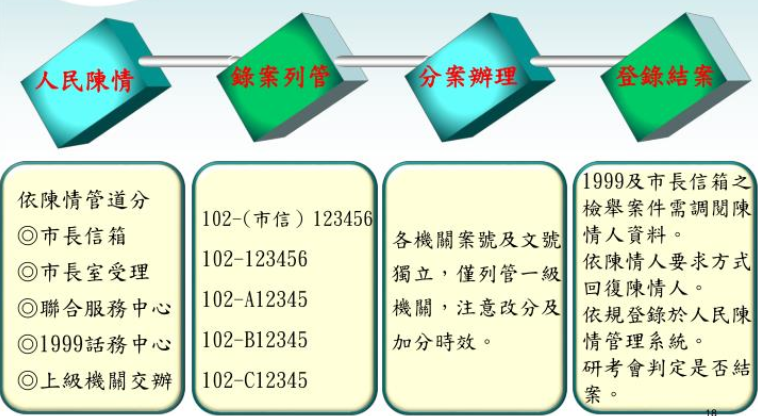 人民陳情
錄案列管
分案辦理
登錄結案
依陳情管道分
◎市長信箱
◎市長室受理
◎聯合服務中心
◎1999話務中心
◎上級機關交辦
102-(市信）123456
102-123456
102-A12345
102-B12345
102-C12345
各機關案號及文號
獨立，僅列管一級
機關，注意改分及
加分時效。
1999及市長信箱之
檢舉案件需調閱陳
情人資料。
依陳情人要求方式
回復陳情人。
依規登錄於人民陳
情管理系統。
研考會判定是否結
案。
18